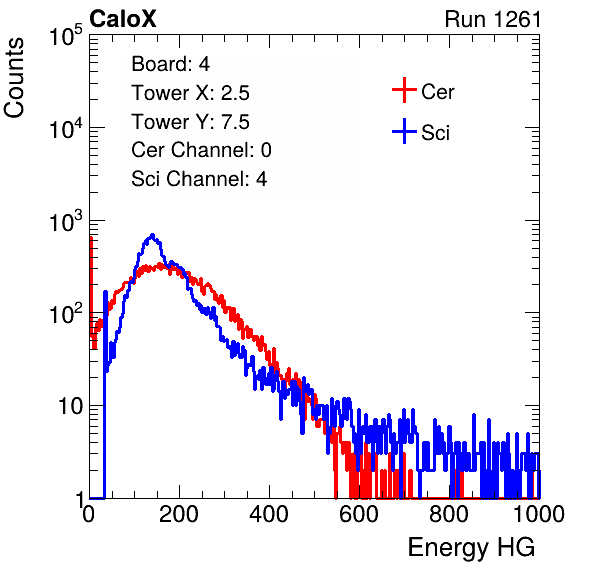 CaloX Run 1261
Counts
Board: 4
Tower X: 2.5
Tower Y: 7.5
Cer Channel: 0
Sci Channel: 4
Cer
Sci
10^5
10^4
10^3
10^2
10
1
0 200 400 600 800 1000
Energy HG